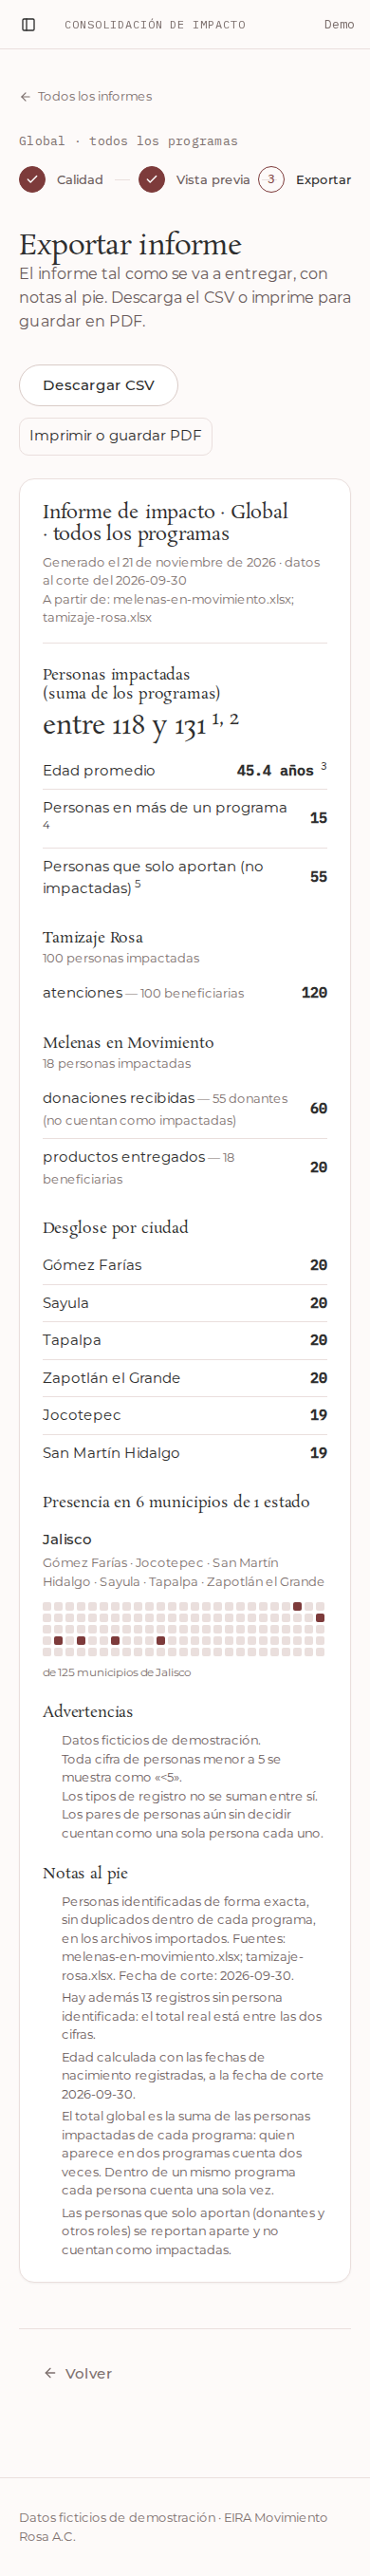 CONSOLIDACIÓN DE IMPACTO
Demo
← Todos los informes
Global · todos los programas
Calidad
Vista previa
3
Exportar
Exportar informe
El informe tal como se va a entregar, con
notas al pie. Descarga el CSV o imprime para
guardar en PDF.
Descargar CSV
Imprimir o guardar PDF
Informe de impacto · Global
· todos los programas
Generado el 21 de noviembre de 2026 · datos
al corte del 2026-09-30
A partir de: melenas-en-movimiento.xlsx;
tamizaje-rosa.xlsx
Personas impactadas
(suma de los programas)
entre 118 y 131 1, 2
Edad promedio 45.4 años 3
Personas en más de un programa
4
15
Personas que solo aportan (no
impactadas) 5
55
Tamizaje Rosa
100 personas impactadas
atenciones — 100 beneficiarias 120
Melenas en Movimiento
18 personas impactadas
donaciones recibidas — 55 donantes
(no cuentan como impactadas)
60
productos entregados — 18
beneficiarias
20
Desglose por ciudad
Gómez Farías 20
Sayula 20
Tapalpa 20
Zapotlán el Grande 20
Jocotepec 19
San Martín Hidalgo 19
Presencia en 6 municipios de 1 estado
Jalisco
Gómez Farías · Jocotepec · San Martín
Hidalgo · Sayula · Tapalpa · Zapotlán el Grande
de 125 municipios de Jalisco
Advertencias
Datos ficticios de demostración.
Toda cifra de personas menor a 5 se
muestra como «<5».
Los tipos de registro no se suman entre sí.
Los pares de personas aún sin decidir
cuentan como una sola persona cada uno.
Notas al pie
Personas identificadas de forma exacta,
sin duplicados dentro de cada programa,
en los archivos importados. Fuentes:
melenas-en-movimiento.xlsx; tamizaje-
rosa.xlsx. Fecha de corte: 2026-09-30.
Hay además 13 registros sin persona
identificada: el total real está entre las dos
cifras.
Edad calculada con las fechas de
nacimiento registradas, a la fecha de corte
2026-09-30.
El total global es la suma de las personas
impactadas de cada programa: quien
aparece en dos programas cuenta dos
veces. Dentro de un mismo programa
cada persona cuenta una sola vez.
Las personas que solo aportan (donantes y
otros roles) se reportan aparte y no
cuentan como impactadas.
← Volver
Datos ficticios de demostración · EIRA Movimiento
Rosa A.C.